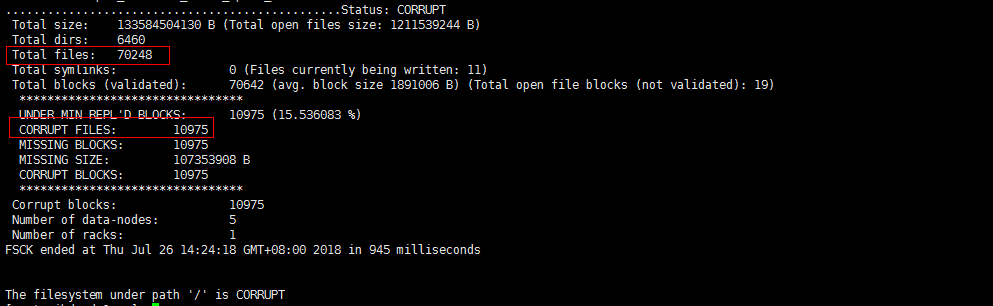 ................................................Status: CORRUPT
Total size: 133584504130 B (Total open files size: 1211539244 B)
Total dirs: 6460
Total files: 70248
Total symlinks: 0 (Files currently being written: 11)
Total blocks (validated): 70642 (avg. block size 1891006 B) (Total open file blocks (not validated): 19)
********************************
UNDER MIN REPL'D BLOCKS: 10975 (15.536083 %)
CORRUPT FILES: 10975
MISSING BLOCKS: 10975
MISSING SIZE: 107353908 B
CORRUPT BLOCKS: 10975
********************************
Corrupt blocks: 10975
Number of data-nodes: 5
Number of racks: 1
FSCK ended at Thu Jul 26 14:24:18 GMT+08:00 2018 in 945 milliseconds
The filesystem under path '/' is CORRUPT